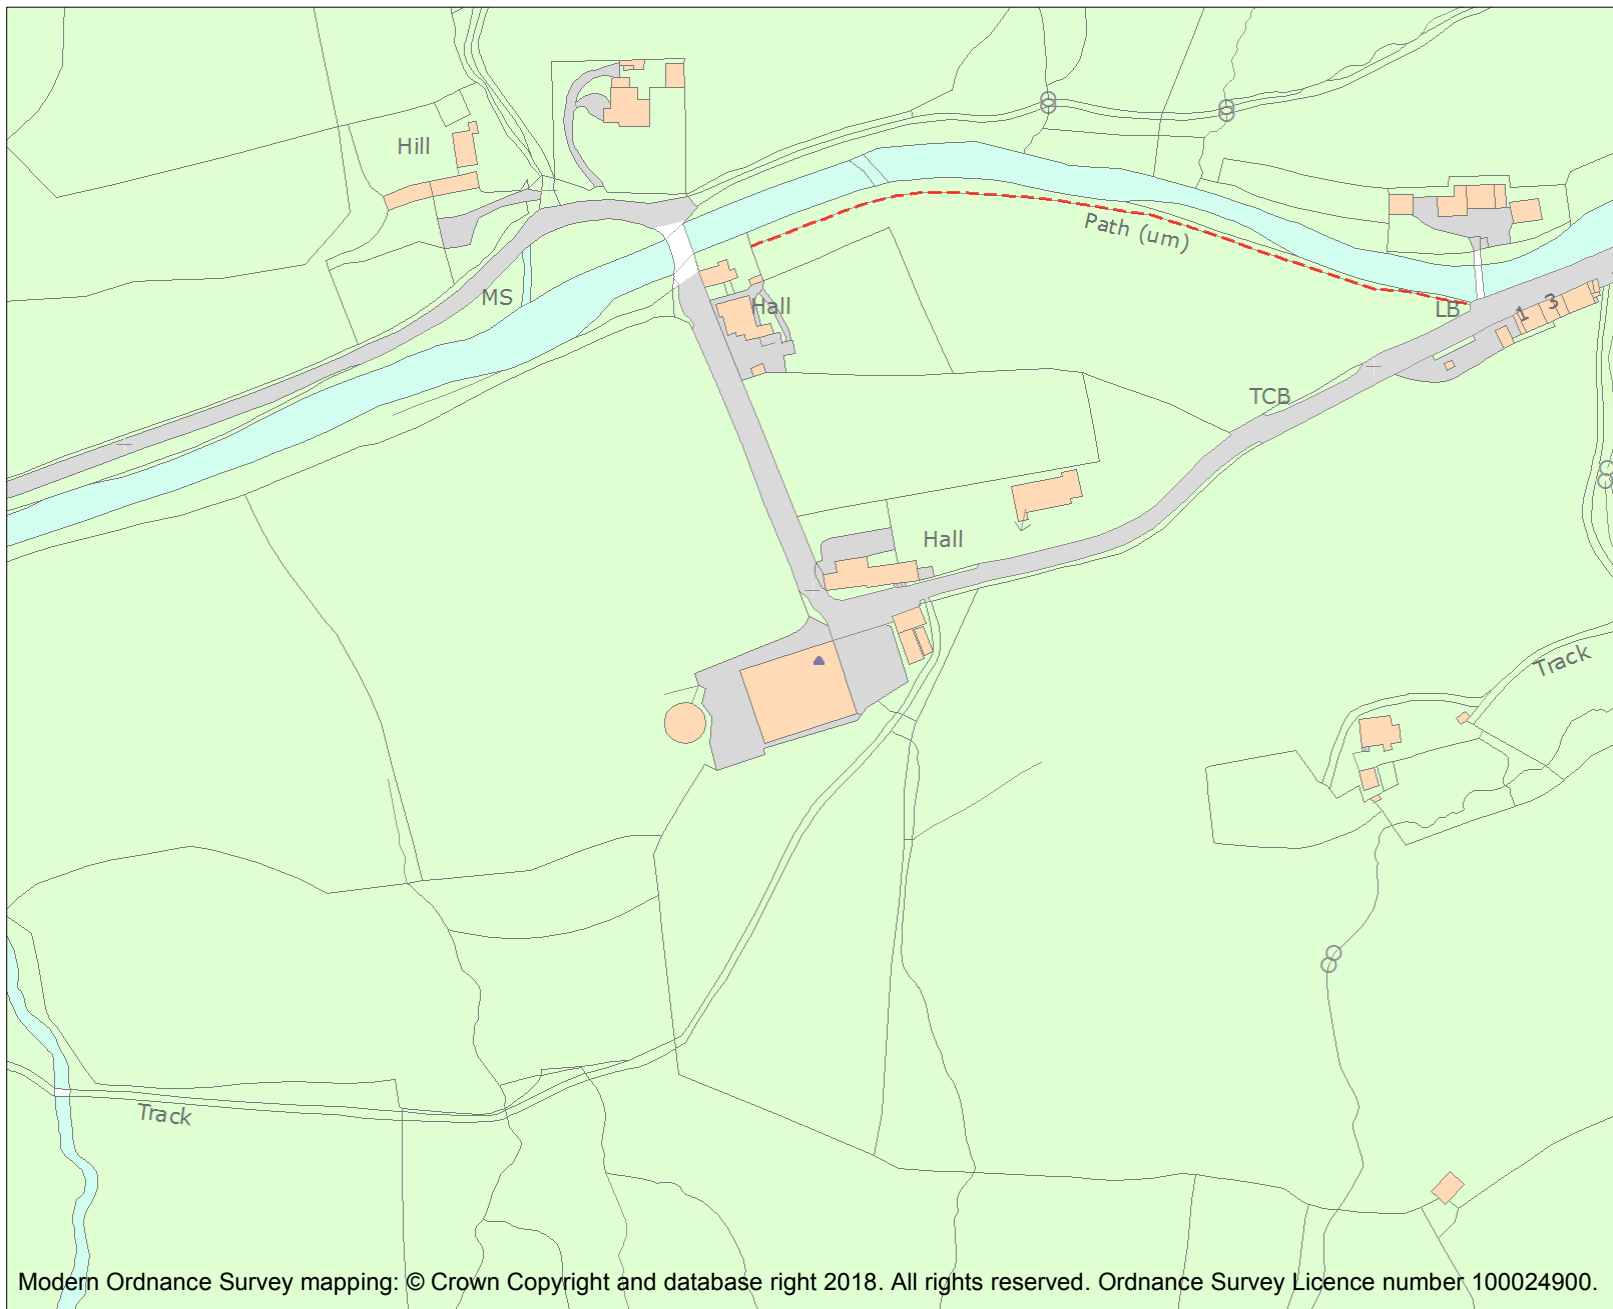 Hill
Path (um)
MS
Hall
LB
1
3
TCB
Hall
Track
Track
Modern Ordnance Survey mapping: © Crown Copyright and database right 2018. All rights reserved. Ordnance Survey Licence number 100024900.